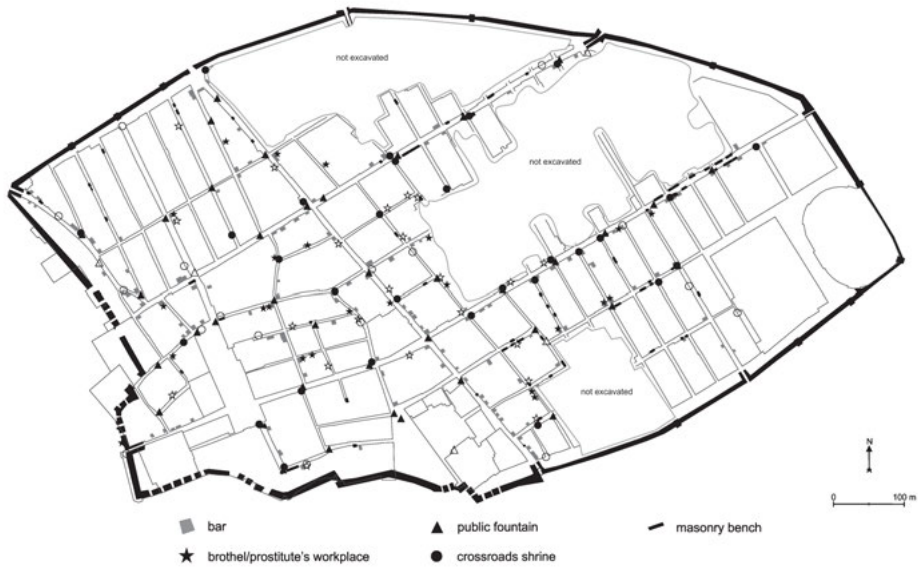 not excavated
not excavated
not excavated
N
0 100 m
bar
public fountain
masonry bench
brothel/prostitute's workplace
crossroads shrine